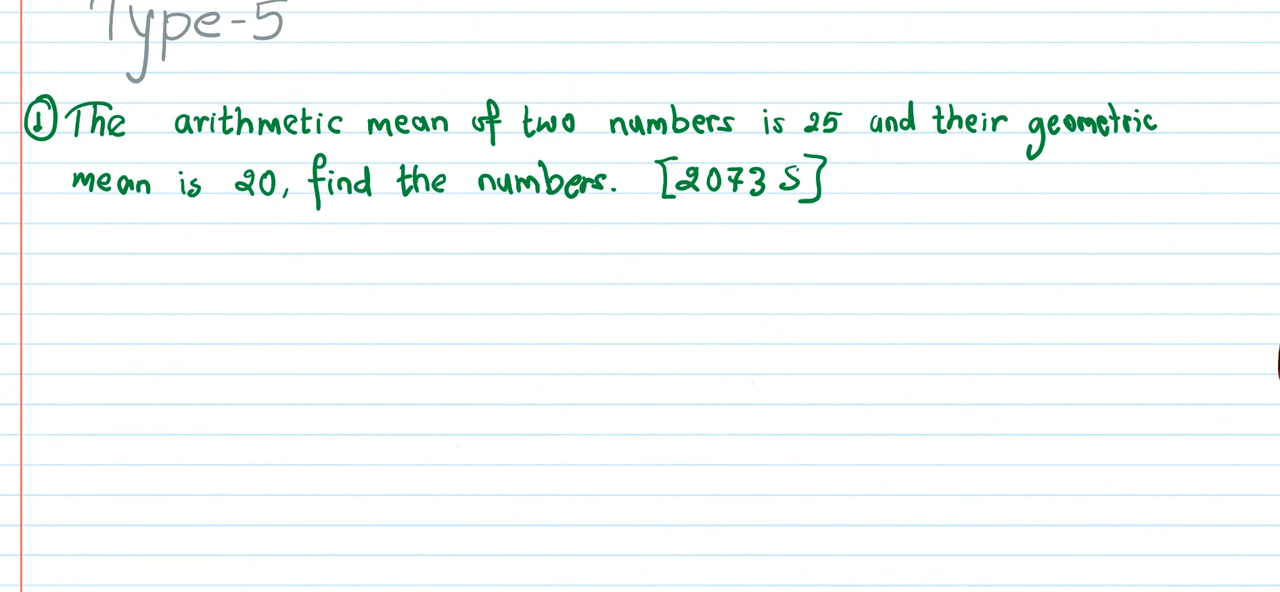 Type-5
① The arithmetic mean of two numbers is 25 and their geometric
mean is 20, find the numbers. [2073 S]